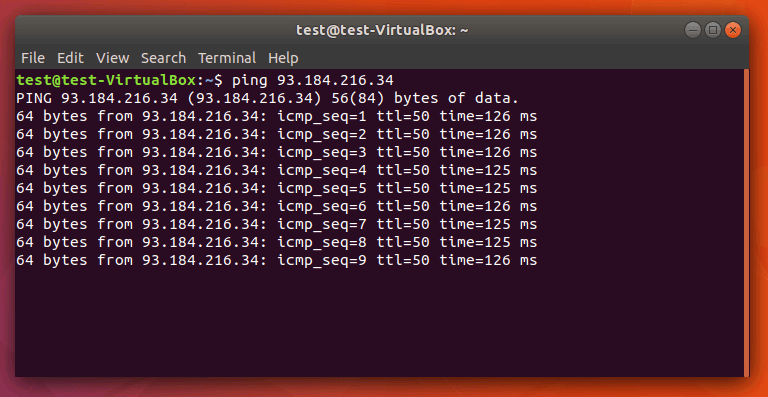 test@test-VirtualBox: ~
File Edit View Search Terminal Help
test@test-VirtualBox:~$ ping 93.184.216.34
PING 93.184.216.34 (93.184.216.34) 56(84) bytes of data.
64 bytes from 93.184.216.34: icmp_seq=1 ttl=50 time=126 ms
64 bytes from 93.184.216.34: icmp_seq=2 ttl=50 time=126 ms
64 bytes from 93.184.216.34: icmp_seq=3 ttl=50 time=126 ms
64 bytes from 93.184.216.34: icmp_seq=4 ttl=50 time=125 ms
64 bytes from 93.184.216.34: icmp_seq=5 ttl=50 time=125 ms
64 bytes from 93.184.216.34: icmp_seq=6 ttl=50 time=126 ms
64 bytes from 93.184.216.34: icmp_seq=7 ttl=50 time=125 ms
64 bytes from 93.184.216.34: icmp_seq=8 ttl=50 time=125 ms
64 bytes from 93.184.216.34: icmp_seq=9 ttl=50 time=126 ms